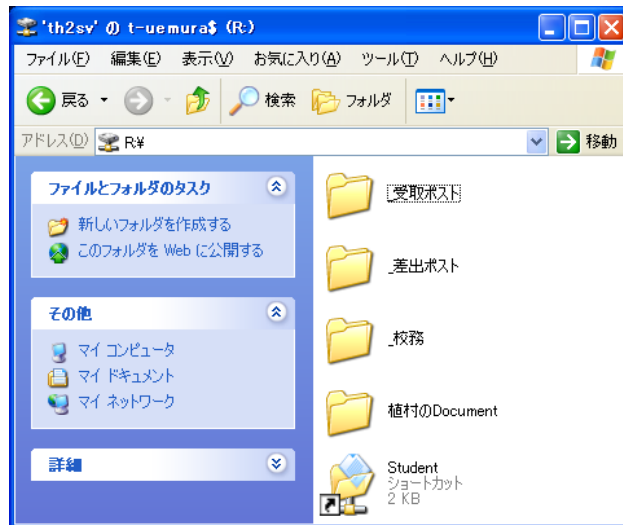 'th2sv' の t-uemura$ (R:)
ファイル(F) 編集(E) 表示(V) お気に入り(A) ツール(T) ヘルプ(H)
戻る 検索 フォルダ
アドレス(D) R:¥ 移動
ファイルとフォルダのタスク
新しいフォルダを作成する
このフォルダを Web に公開する
その他
マイ コンピュータ
マイ ドキュメント
マイ ネットワーク
詳細
_受取ポスト
_差出ポスト
_校務
植村のDocument
Student
ショートカット
2 KB